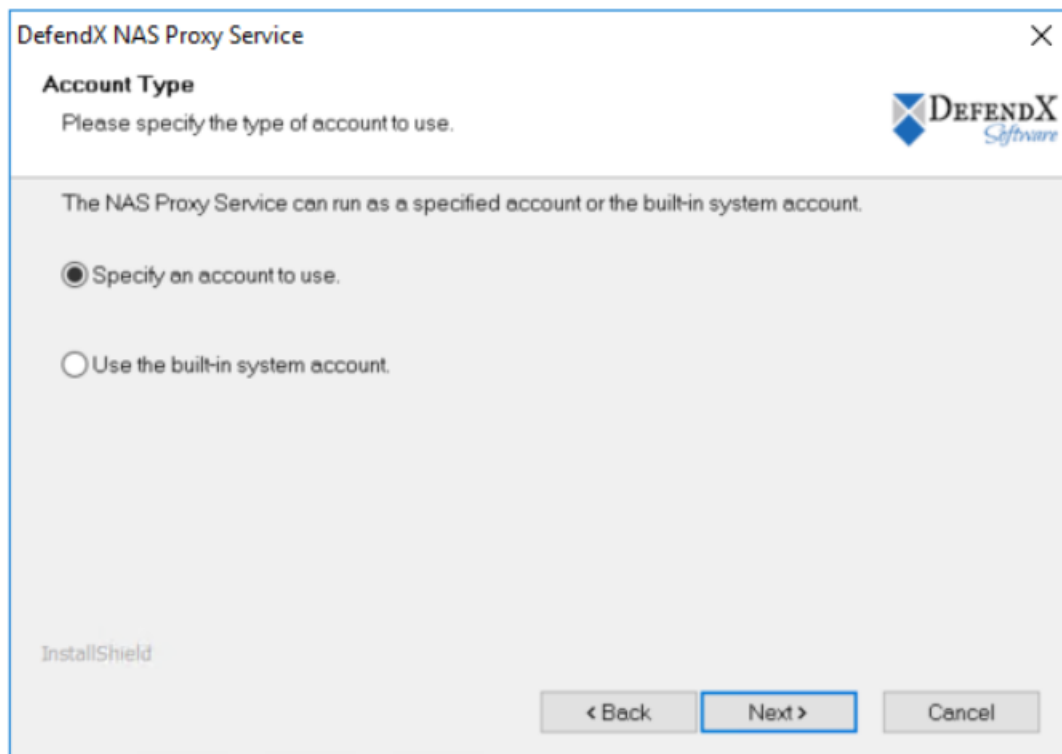 DefendX NAS Proxy Service
Account Type
Please specify the type of account to use.
DEFENDX
Software
The NAS Proxy Service can run as a specified account or the built-in system account.
Specify an account to use.
Use the built-in system account.
InstallShield
< Back
Next >
Cancel